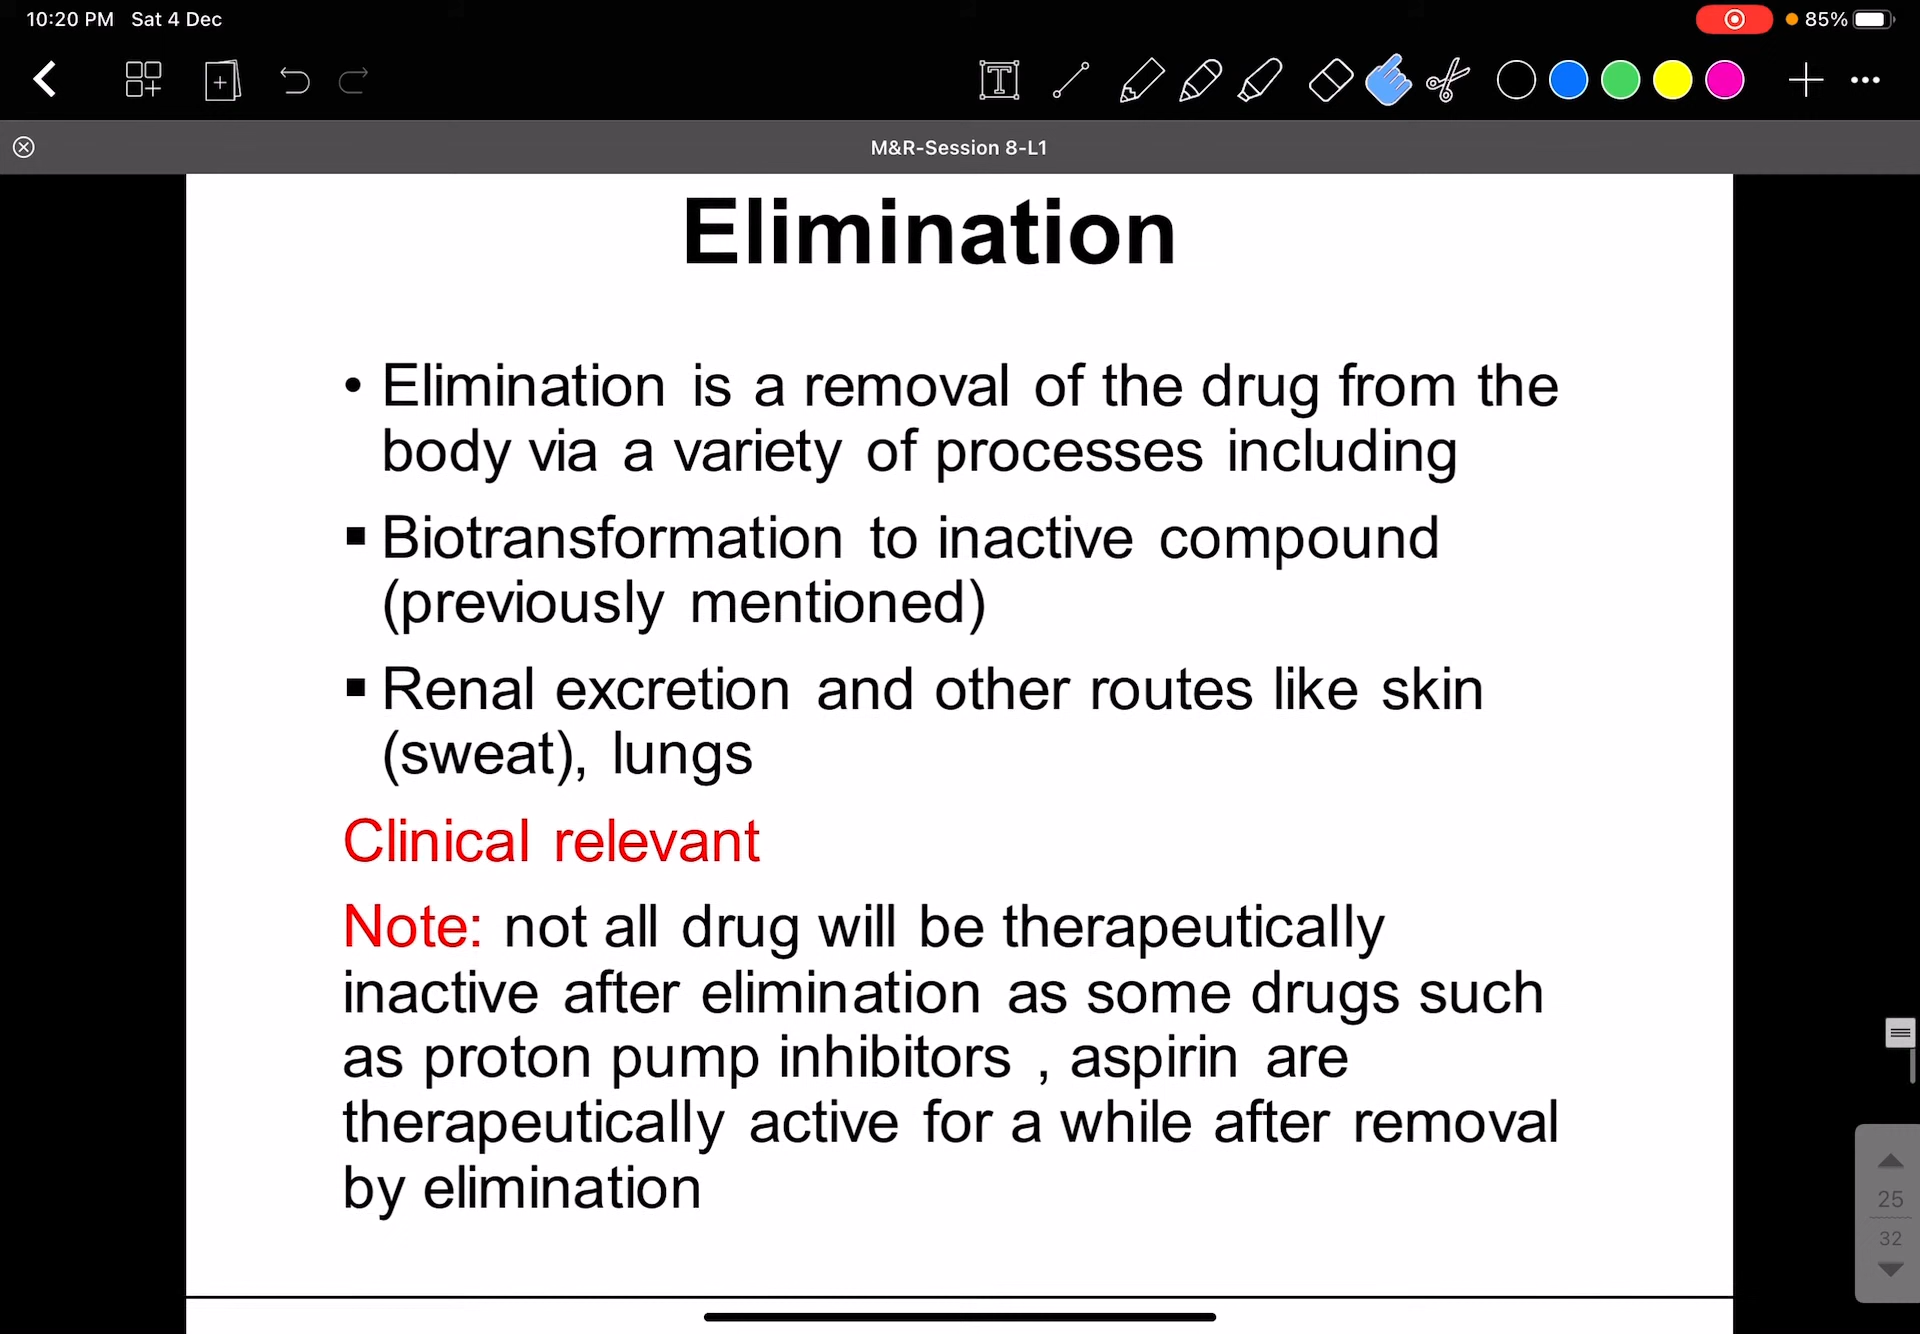 10:20 PM Sat 4 Dec
85%
T
M&R-Session 8-L1
Elimination
• Elimination is a removal of the drug from the
body via a variety of processes including
▪ Biotransformation to inactive compound
(previously mentioned)
▪ Renal excretion and other routes like skin
(sweat), lungs
Clinical relevant
Note: not all drug will be therapeutically
inactive after elimination as some drugs such
as proton pump inhibitors , aspirin are
therapeutically active for a while after removal
by elimination
25
32